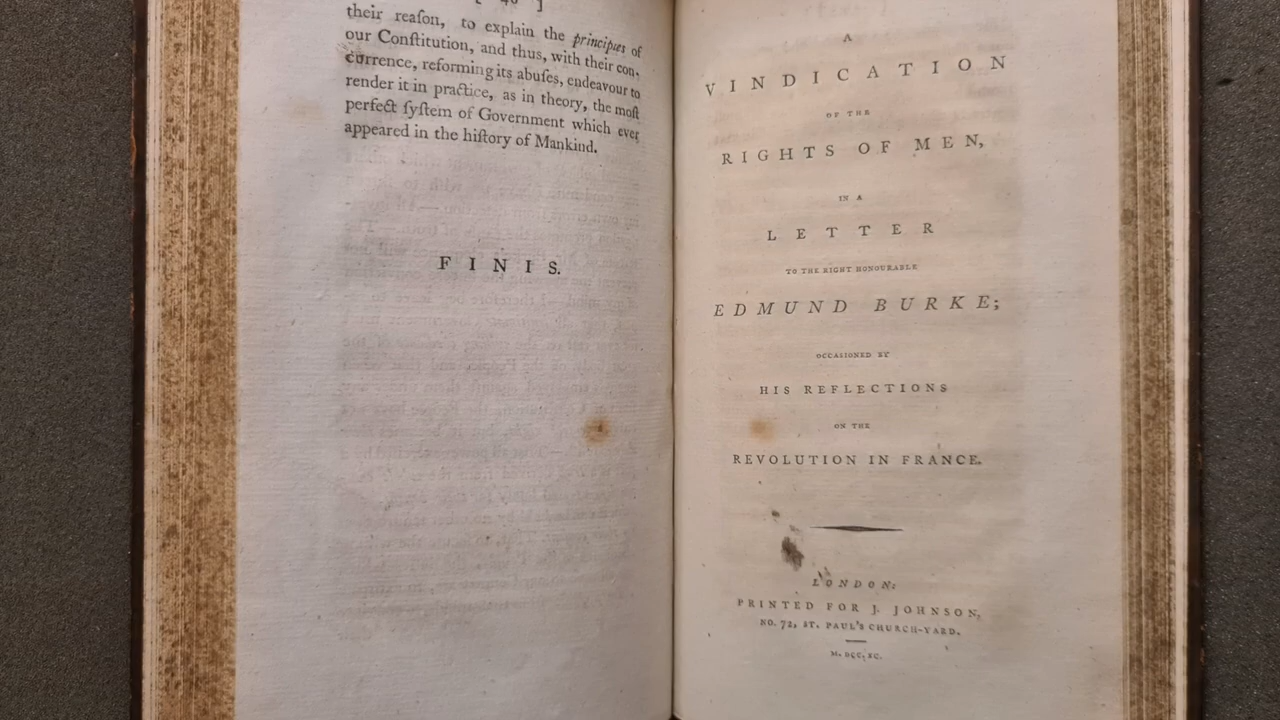 [ 40 ]
their reaſon, to explain the principles of
our Conſtitution, and thus, with their con-
currence, reforming its abuſes, endeavour to
render it in practice, as in theory, the moſt
perfect ſyſtem of Government which ever
appeared in the hiſtory of Mankind.
FINIS.
A
VINDICATION
OF THE
RIGHTS OF MEN,
IN A
LETTER
TO THE RIGHT HONOURABLE
EDMUND BURKE;
OCCASIONED BY
HIS REFLECTIONS
ON THE
REVOLUTION IN FRANCE.
LONDON:
PRINTED FOR J. JOHNSON,
NO. 72, ST. PAUL'S CHURCH-YARD.
M.DCC.XC.